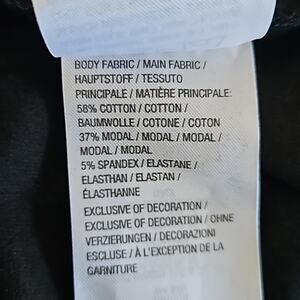 BODY FABRIC / MAIN FABRIC /
HAUPTSTOFF / TESSUTO
PRINCIPALE / MATIÈRE PRINCIPALE:
58% COTTON / COTTON /
BAUMWOLLE / COTONE / COTON
37% MODAL / MODAL / MODAL /
MODAL / MODAL
5% SPANDEX / ELASTANE /
ELASTHAN / ELASTAN /
ÉLASTHANNE
EXCLUSIVE OF DECORATION /
EXCLUSIVE OF DECORATION / OHNE
VERZIERUNGEN / DECORAZIONI
ESCLUSE / À L'EXCEPTION DE LA
GARNITURE